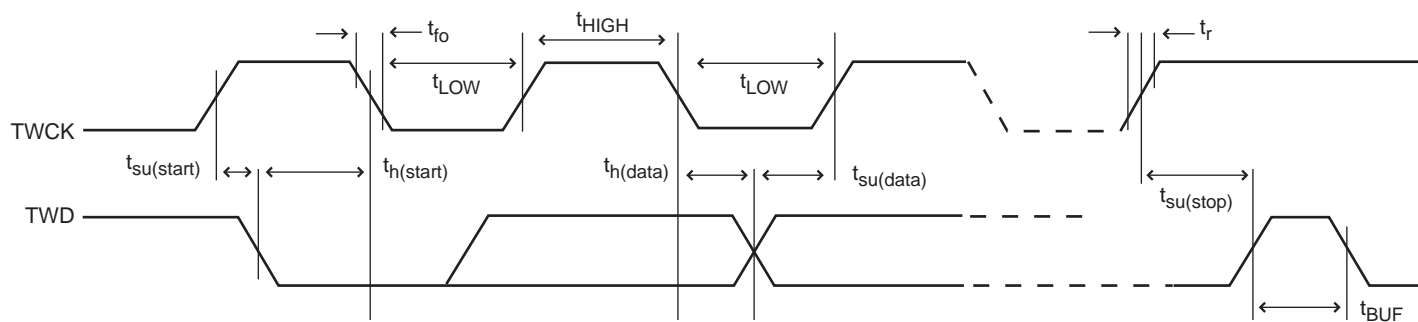 t_fo
t_HIGH
t_r
t_LOW
t_LOW
TWCK
t_su(start)
t_h(start)
t_h(data)
t_su(data)
t_su(stop)
TWD
t_BUF